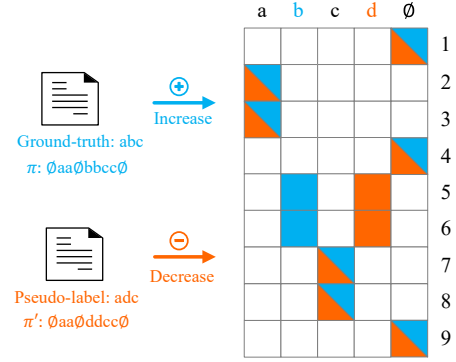 a b c d ∅
1
2
3
4
5
6
7
8
9
Increase
Ground-truth: abc
π: ∅aa∅bbcc∅
Decrease
Pseudo-label: adc
π′: ∅aa∅ddcc∅